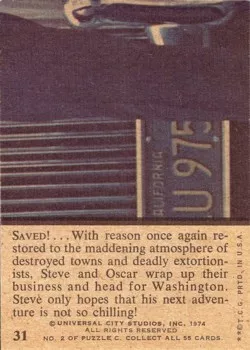 CALIFORNIA
U 975
SAVED! . . . With reason once again re-
stored to the maddening atmosphere of
destroyed towns and deadly extortion-
ists, Steve and Oscar wrap up their
business and head for Washington.
Steve only hopes that his next adven-
ture is not so chilling!
31
©UNIVERSAL CITY STUDIOS, INC. 1974
ALL RIGHTS RESERVED
NO. 2 OF PUZZLE C. COLLECT ALL 55 CARDS.
*©T.C.G. PRTD. IN U.S.A.